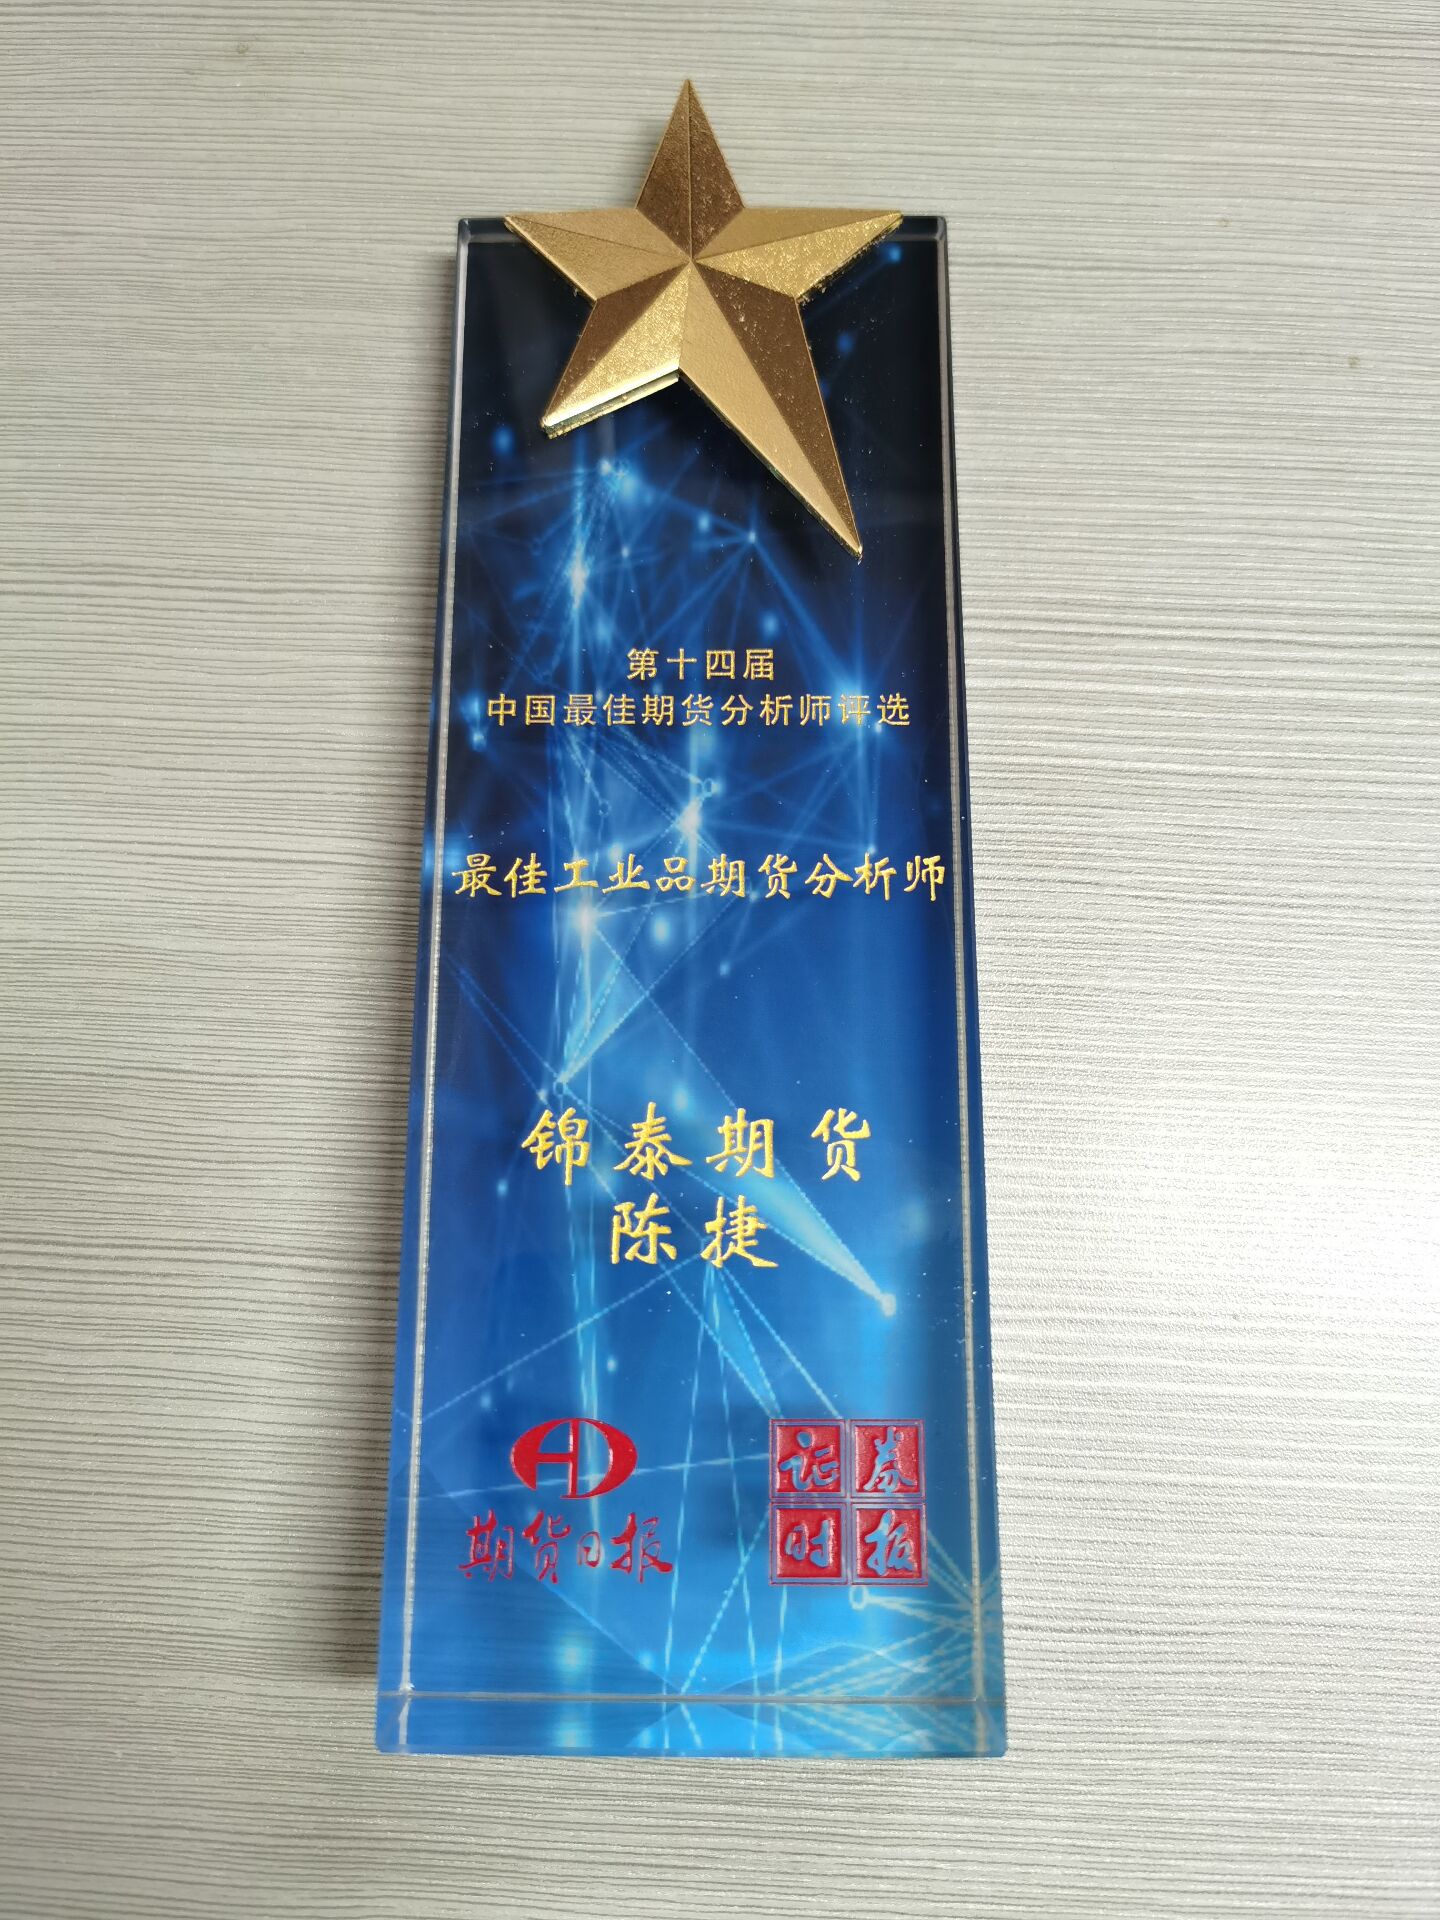 第十四届
中国最佳期货分析师评选
最佳工业品期货分析师
锦泰期货
陈捷
期货日报
证券
时报